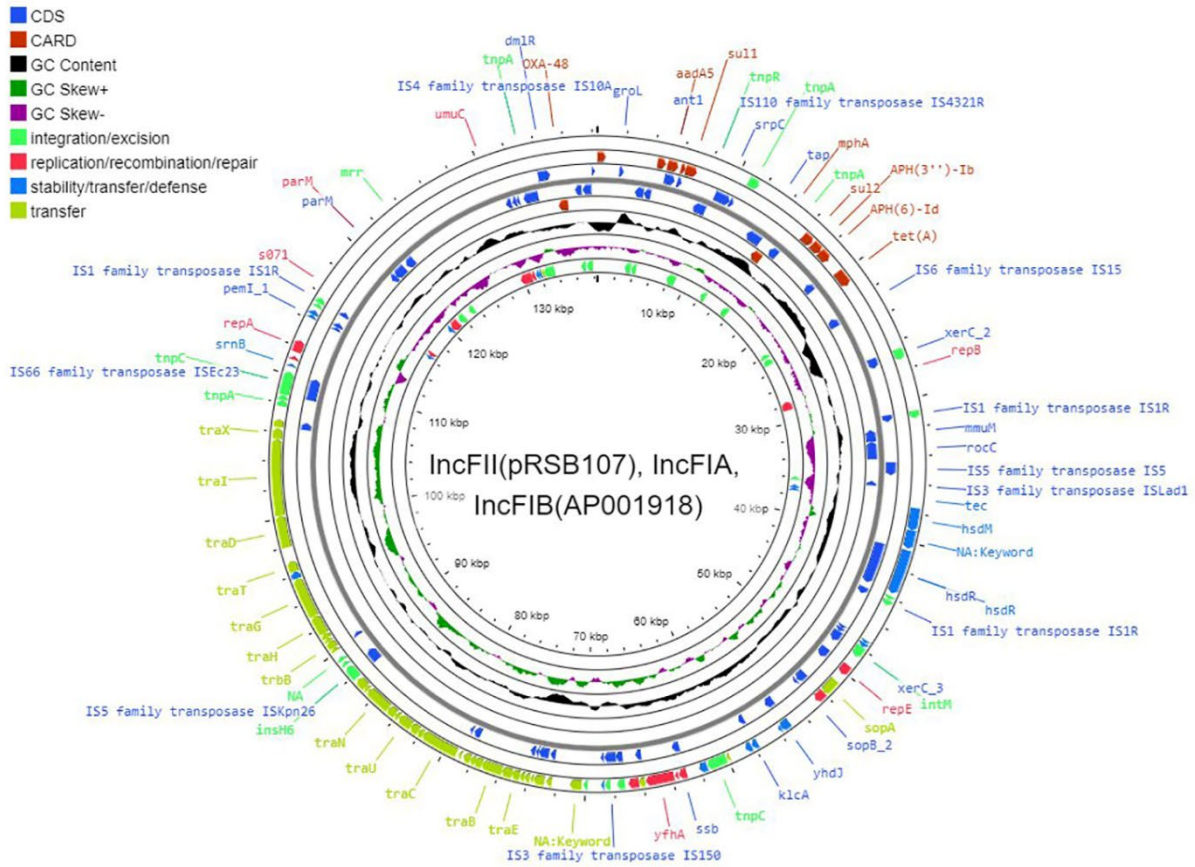 CDS
CARD
GC Content
GC Skew+
GC Skew-
integration/excision
replication/recombination/repair
stability/transfer/defense
transfer
dmlR
tnpA
OXA-48
IS4 family transposase IS10A
groL
umuC
parM
parM
mrr
s071
IS1 family transposase IS1R
pemI_1
repA
srnB
tnpC
IS66 family transposase ISEc23
tnpA
traX
traI
traD
traT
traG
traH
trbB
NA
IS5 family transposase ISKpn26
insH6
traN
traU
traC
traB
traE
NA:Keyword
IS3 family transposase IS150
yfhA
ssb
tnpC
klcA
yhdJ
sopB_2
sopA
repE
intM
xerC_3
IS1 family transposase IS1R
hsdR
hsdR
NA:Keyword
hsdM
tec
IS3 family transposase ISLad1
IS5 family transposase IS5
rocC
mmuM
IS1 family transposase IS1R
repB
xerC_2
IS6 family transposase IS15
tet(A)
APH(6)-Id
APH(3'')-Ib
sul2
tnpA
mphA
tap
srpC
IS110 family transposase IS4321R
tnpA
tnpR
sul1
aadA5
ant1
10 kbp
20 kbp
30 kbp
40 kbp
50 kbp
60 kbp
70 kbp
80 kbp
90 kbp
100 kbp
110 kbp
120 kbp
130 kbp
IncFII(pRSB107), IncFIA,
IncFIB(AP001918)